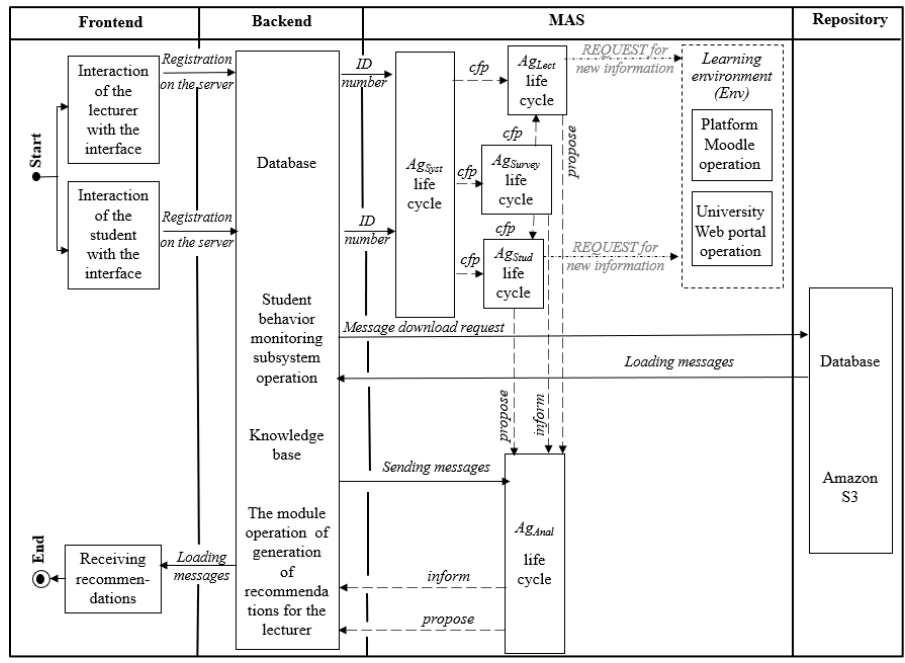 Frontend
Backend
MAS
Repository
Start
Interaction
of the
lecturer
with the
interface
Interaction
of the
student
with the
interface
Registration
on the server
Registration
on the server
Database
Student
behavior
monitoring
subsystem
operation
Knowledge
base
The module
operation of
generation
of
recommenda
tions for the
lecturer
ID
number
ID
number
AgSyst
life
cycle
cfp
cfp
cfp
AgLect
life
cycle
cfp
AgSurvey
life
cycle
cfp
AgStud
life
cycle
REQUEST for
new information
REQUEST for
new information
propose
Learning
environment
(Env)
Platform
Moodle
operation
University
Web portal
operation
Message download request
Loading messages
Database
Amazon
S3
propose
inform
Sending messages
AgAnal
life
cycle
inform
propose
Loading
messages
Receiving
recommen-
dations
End